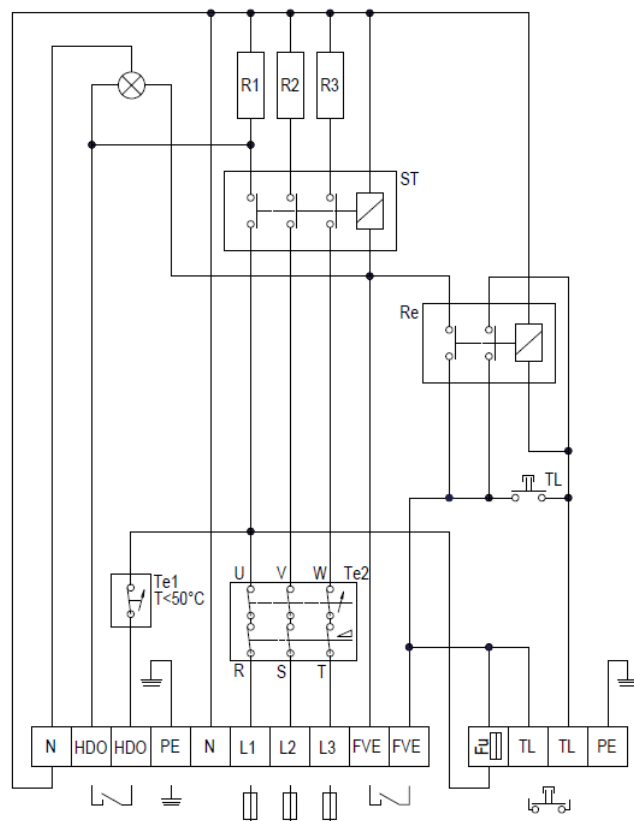 R1 R2 R3
ST
Re
TL
Te1
T<50°C
U V W Te2
R S T
N HDO HDO PE N L1 L2 L3 FVE FVE Fu TL TL PE